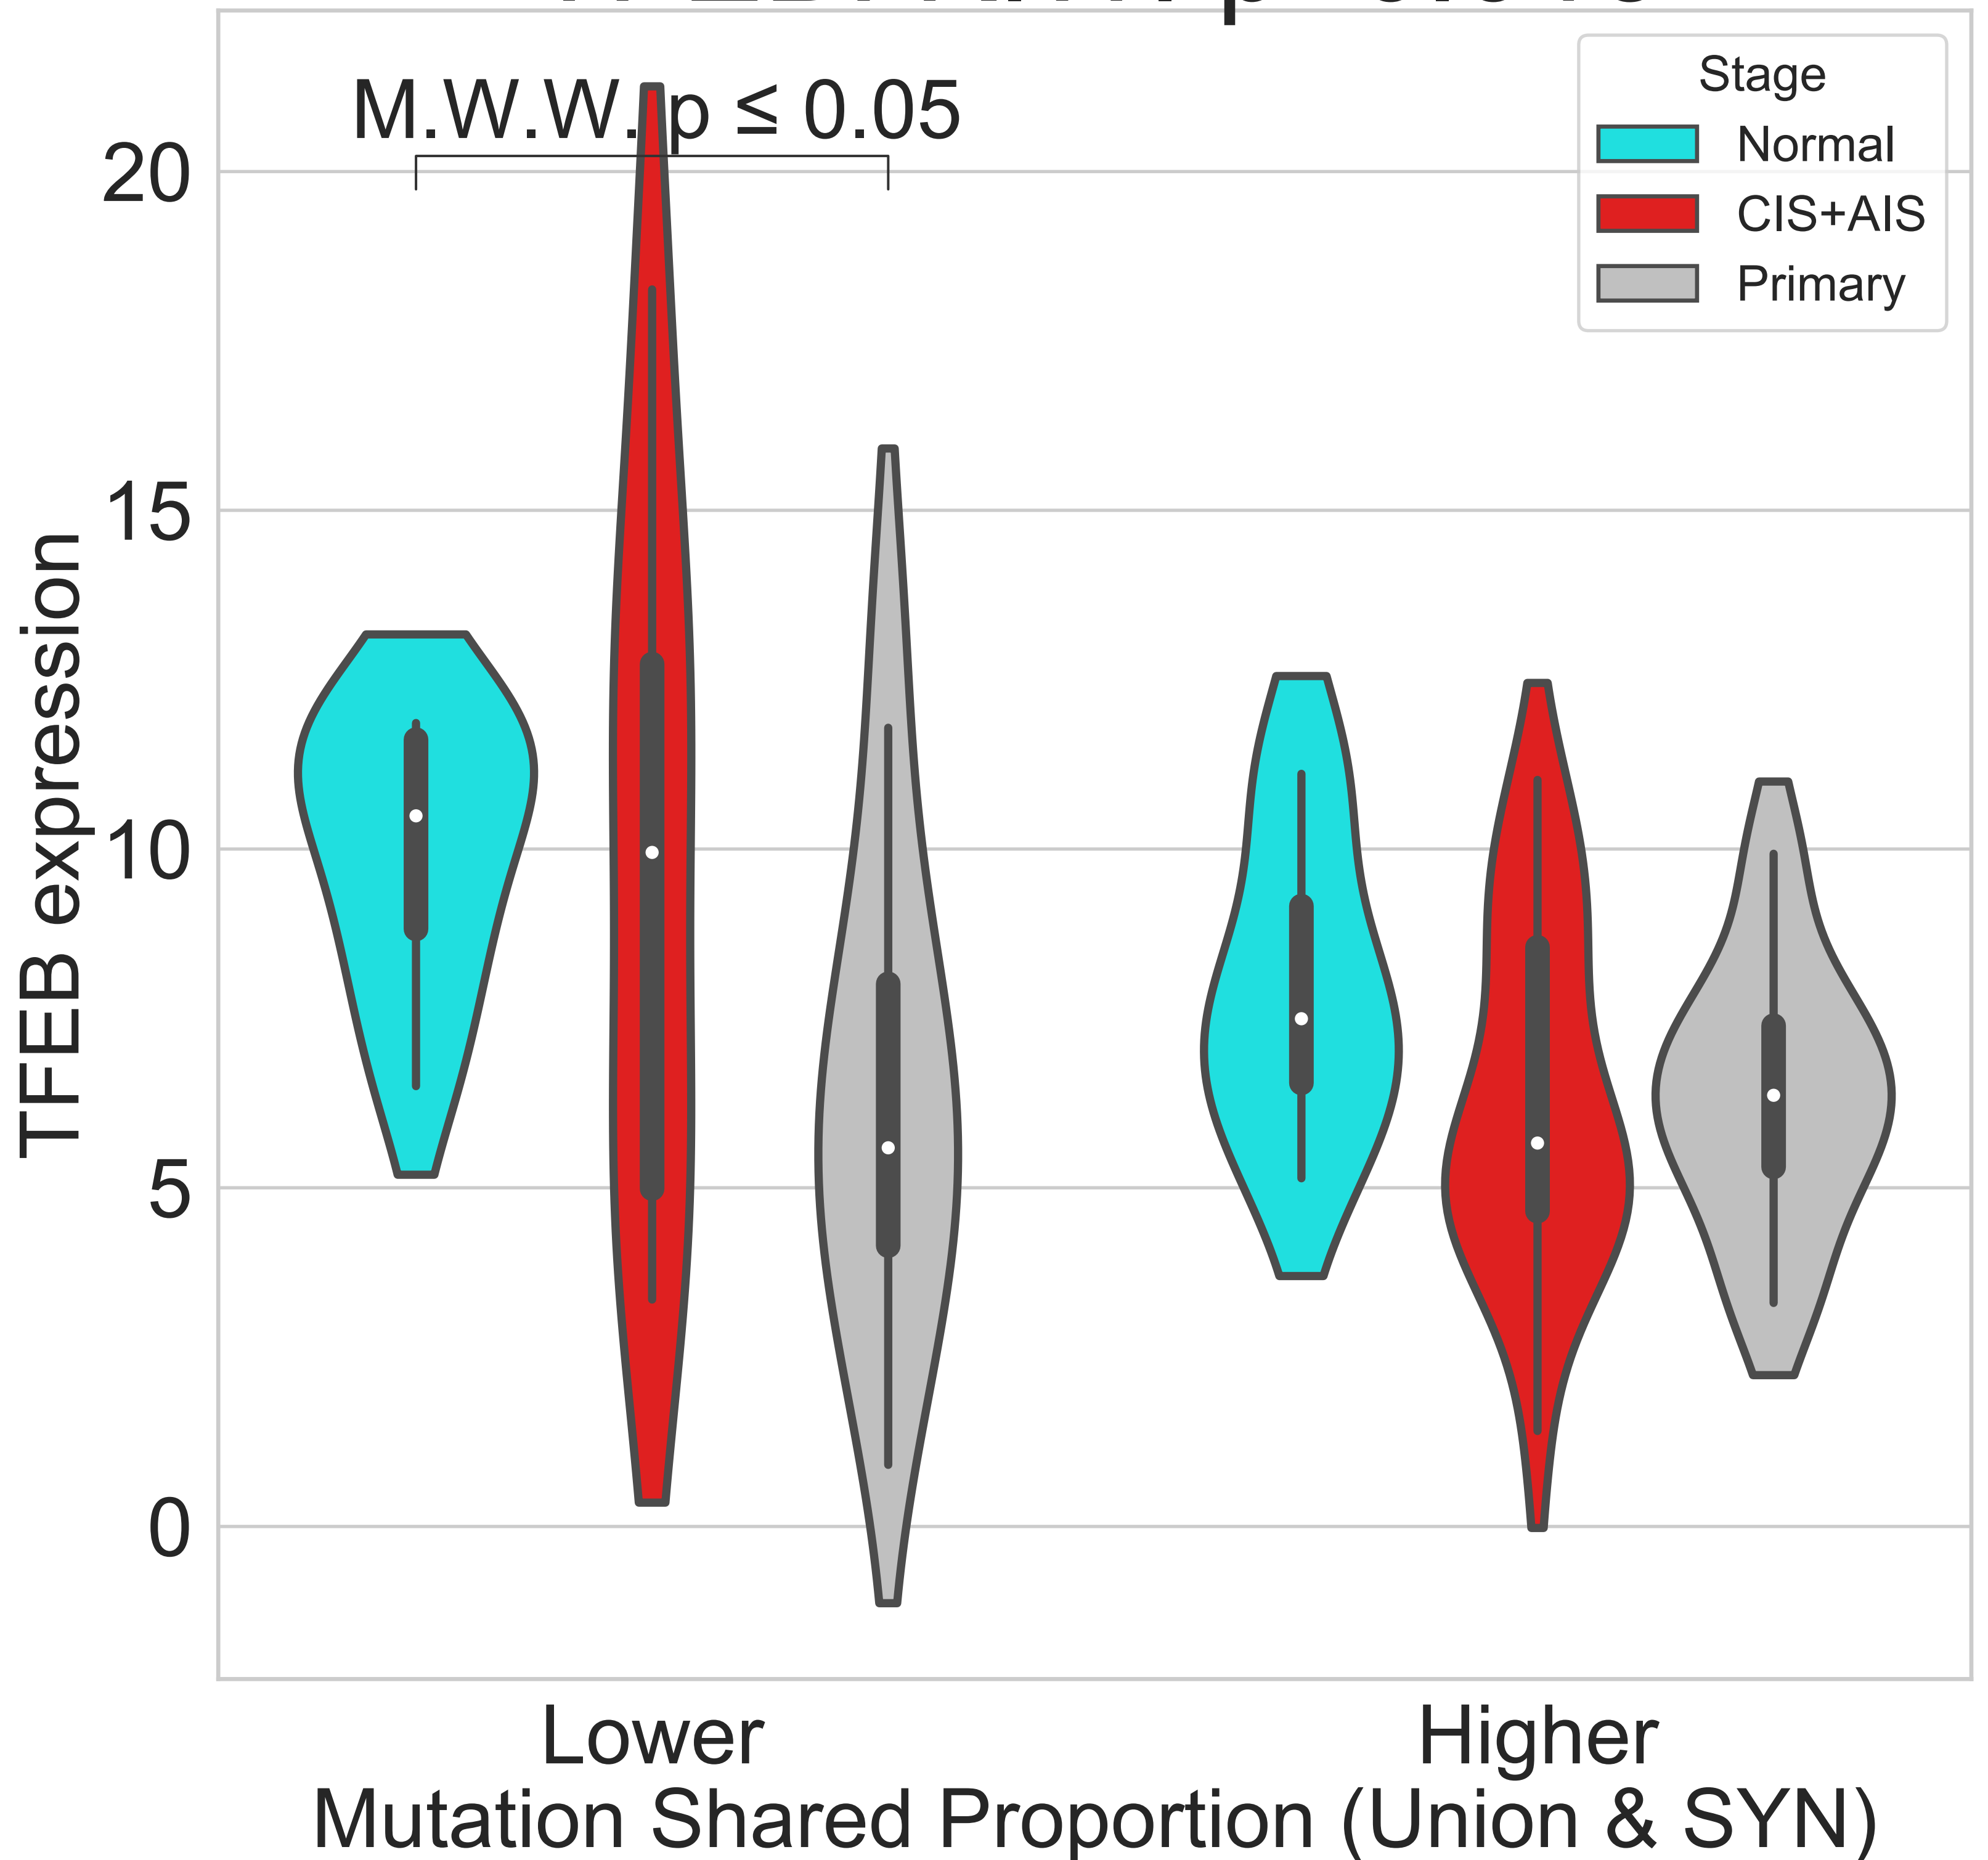 M.W.W. p ≤ 0.05
Stage
Normal
CIS+AIS
Primary
20
15
10
5
0
TFEB expression
Lower
Higher
Mutation Shared Proportion (Union & SYN)